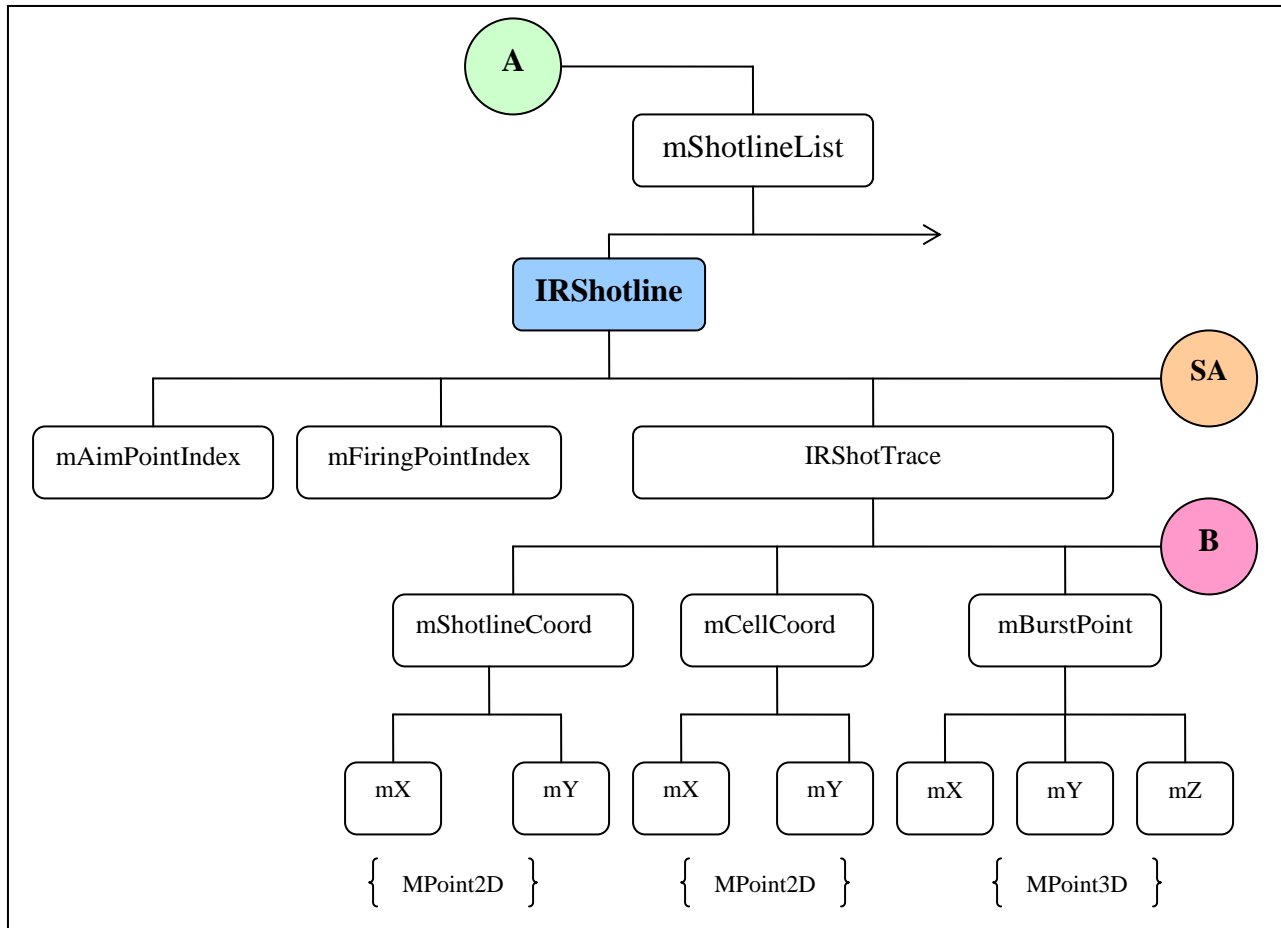 A
mShotlineList
IRShotline
SA
mAimPointIndex
mFiringPointIndex
IRShotTrace
B
mShotlineCoord
mCellCoord
mBurstPoint
mX
mY
mX
mY
mX
mY
mZ
{ MPoint2D }
{ MPoint2D }
{ MPoint3D }